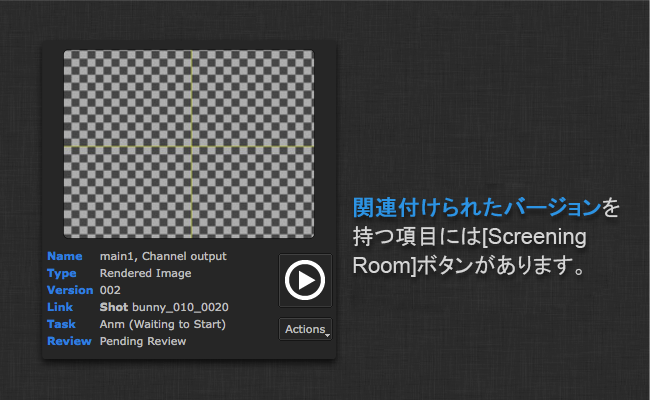 Name main1, Channel output
Type Rendered Image
Version 002
Link Shot bunny_010_0020
Task Anm (Waiting to Start)
Review Pending Review
Actions
関連付けられたバージョンを
持つ項目には[Screening
Room]ボタンがあります。